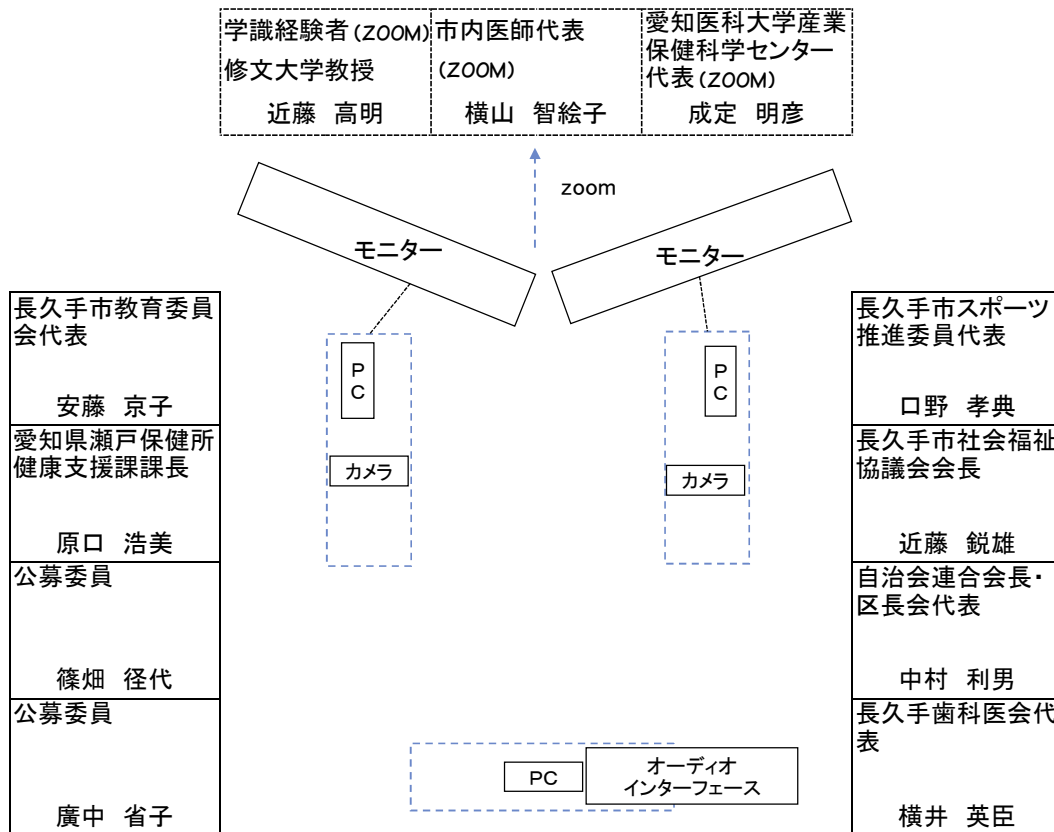 学識経験者(ZOOM)
修文大学教授
近藤 高明
市内医師代表
(ZOOM)
横山 智絵子
愛知医科大学産業
保健科学センター
代表(ZOOM)
成定 明彦
zoom
モニター
モニター
長久手市教育委員
会代表
安藤 京子
愛知県瀬戸保健所
健康支援課課長
原口 浩美
公募委員
篠畑 径代
公募委員
廣中 省子
PC
カメラ
PC
カメラ
長久手市スポーツ
推進委員代表
口野 孝典
長久手市社会福祉
協議会会長
近藤 鋭雄
自治会連合会長・
区長会代表
中村 利男
長久手歯科医会代
表
横井 英臣
PC
オーディオ
インターフェース